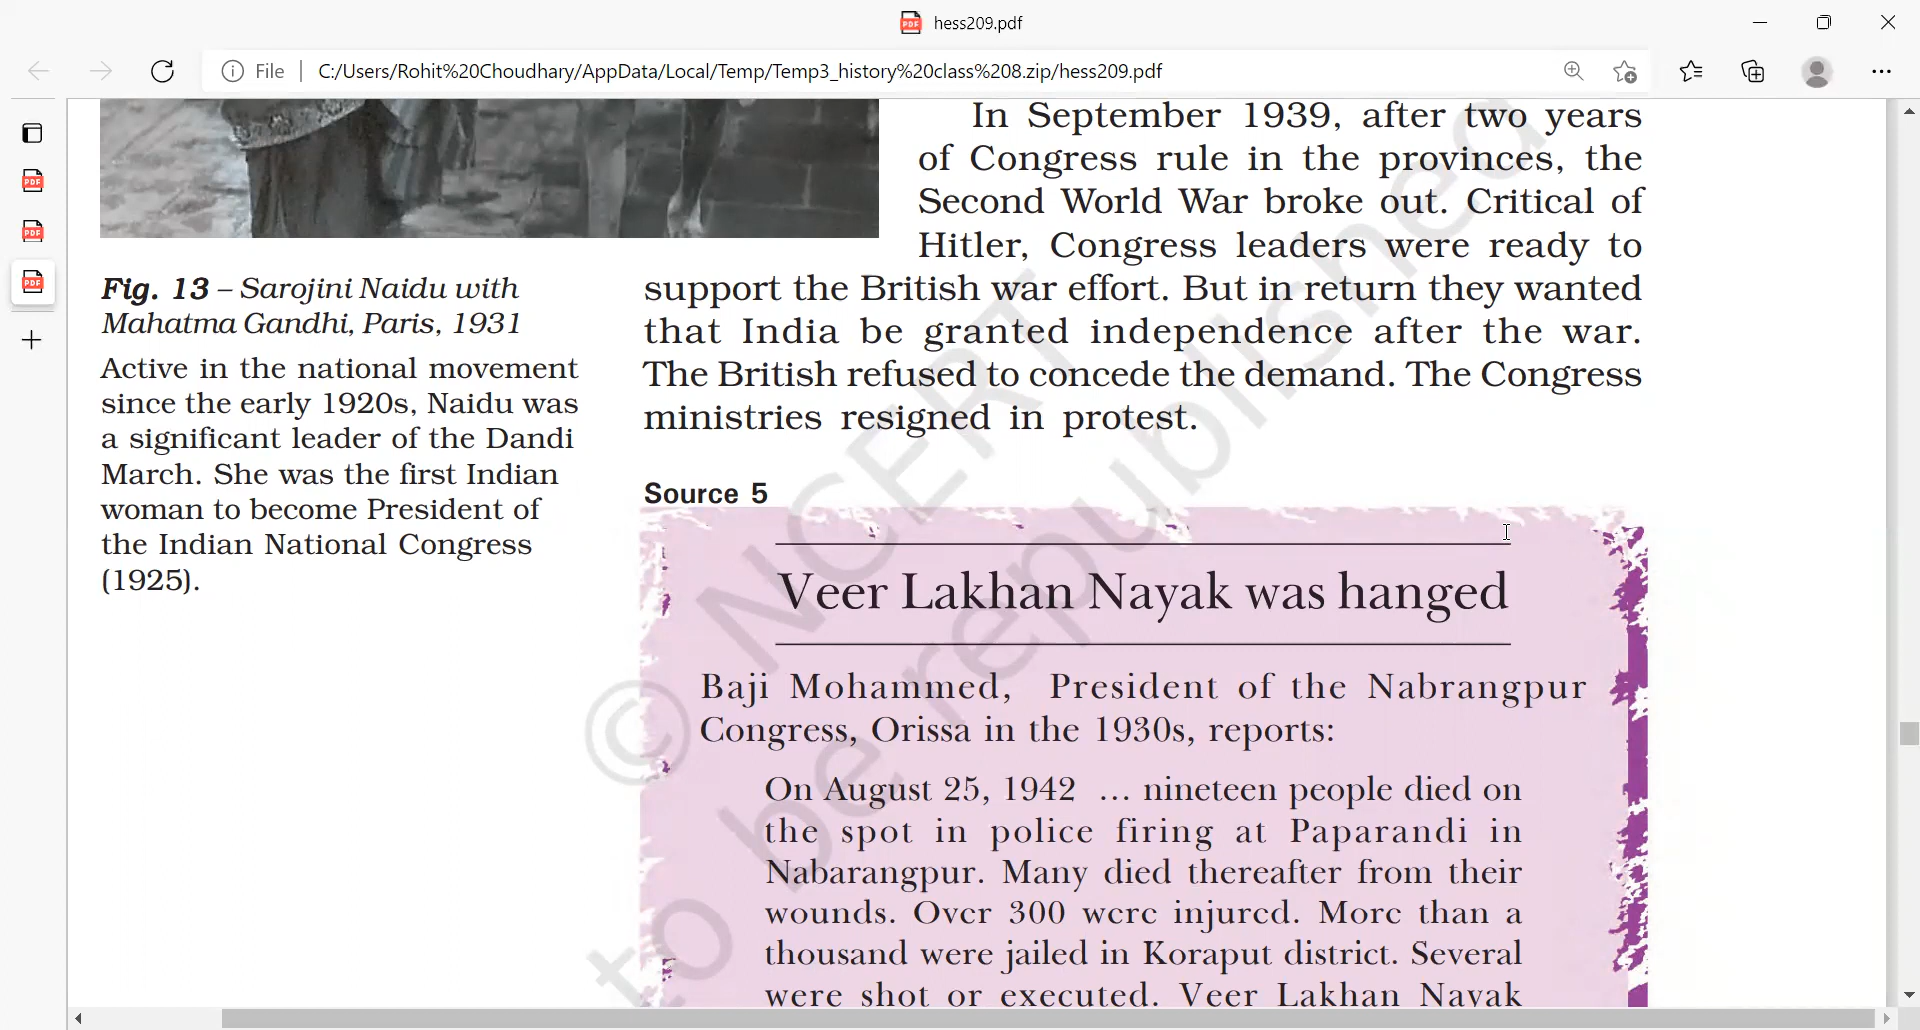 hess209.pdf
File
C:/Users/Rohit%20Choudhary/AppData/Local/Temp/Temp3_history%20class%208.zip/hess209.pdf
In September 1939, after two years
of Congress rule in the provinces, the
Second World War broke out. Critical of
Hitler, Congress leaders were ready to
support the British war effort. But in return they wanted
that India be granted independence after the war.
The British refused to concede the demand. The Congress
ministries resigned in protest.
Fig. 13 – Sarojini Naidu with
Mahatma Gandhi, Paris, 1931
Active in the national movement
since the early 1920s, Naidu was
a significant leader of the Dandi
March. She was the first Indian
woman to become President of
the Indian National Congress
(1925).
Source 5
Veer Lakhan Nayak was hanged
Baji Mohammed, President of the Nabrangpur
Congress, Orissa in the 1930s, reports:
On August 25, 1942 ... nineteen people died on
the spot in police firing at Paparandi in
Nabarangpur. Many died thereafter from their
wounds. Over 300 were injured. More than a
thousand were jailed in Koraput district. Several
were shot or executed. Veer Lakhan Nayak
© NCERT
to be republished
PDF
PDF
PDF
PDF